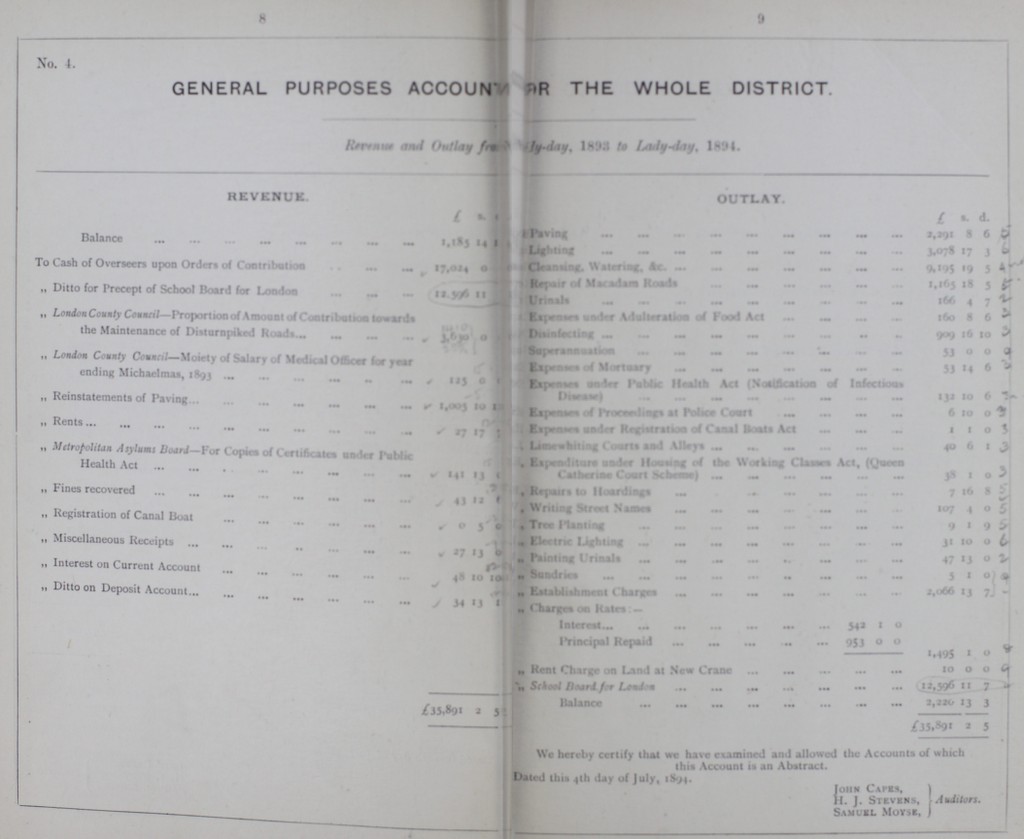 8
No. 4.
GENERAL PURPOSES ACCOUN
Revenue and Outlay
REVENUE.
£ s.
Balance ... ... ... ... ... ... ... ... 1,185 14
To Cash of Overseers upon Orders of Contribution ... ... ... 17,024 0
„ Ditto for Precept of School Board for London ... ... ... 12,596 11
„ London County Council—Proportion of Amount of Contribution towards
the Maintenance of Disturnpiked Roads... ... ... ... ... 3,630 0
„ London County Council—Moiety of Salary of Medical Officer for year
ending Michaelmas, 1893 ... ... ... ... ... ... 125 0
„ Reinstatements of Paving... ... ... ... ... ... ... 1,003 10
„ Rents ... ... ... ... ... ... ... ... ... ... 27 17
„ Metropolitan Asylums Board—For Copies of Certificates under Public
Health Act ... ... ... ... ... ... ... ... 141 13
„ Fines recovered ... ... ... ... ... ... ... ... 43 12
„ Registration of Canal Boat ... ... ... ... ... ... 0 5 0
„ Miscellaneous Receipts ... ... ... ... ... ... ... 27 13
„ Interest on Current Account ... ... ... ... ... ... 48 10 10
„ Ditto on Deposit Account... ... ... ... ... ... ... 34 13
£35,891 2 5
9
R THE WHOLE DISTRICT.
y-day, 1893 to Lady-day, 1894.
OUTLAY.
£ s. d.
Paving ... ... ... ... ... ... ... ... 2,291 8 6
Lighting ... ... ... ... ... ... ... ... 3,078 17 3
Cleansing, Watering, &c. ... ... ... ... ... ... ... 9,195 19 5
Repair of Macadam Roads ... ... ... ... ... ... 1,165 18 5
Urinals ... ... ... ... ... ... ... ... 166 4 7
Expenses under Adulteration of Food Act ... ... ... ... 160 8 6
Disinfecting ... ... ... ... ... ... ... ... 909 16 10
Superannuation ... ... ... ... ... ... ... 53 0 0
Expenses of Mortuary ... ... ... ... ... ... ... 53 14 6
Expenses under Public Health Act (Notification of Infectious
Disease) ... ... ... ... ... ... ... 132 10 6
Expenses of Proceedings at Police Court ... ... ... ... 6 10 0
Expenses under Registration of Canal Boats Act ... ... ... 1 1 0
Limewhiting Courts and Alleys ... ... ... ... ... ... 40 6 1
Expenditure under Housing of the Working Classes Act, (Queen
Catherine Court Scheme) ... ... ... ... ... ... 38 1 0
Repairs to Hoardings ... ... ... ... ... ... 7 16 8
Writing Street Names ... ... ... ... ... ... 107 4 0
Tree Planting ... ... ... ... ... ... ... 9 1 9
„ Electric Lighting ... ... ... ... ... ... ... 31 10 0
„ Painting Urinals ... ... ... ... ... ... ... 47 13 0
„ Sundries ... ... ... ... ... ... ... ... 5 1 0
„ Establishment Charges ... ... ... ... ... ... ... 2,066 13 7
„ Charges on Rates:—
Interest... ... ... ... ... ... ... 542 1 0
Principal Repaid ... ... ... ... ... 953 0 0
1,495 1 0
„ Rent Charge on Land at New Crane ... ... ... ... ... 10 0 0
„ School Board for London ... ... ... ... ... ... ... 12,596 11 7
Balance ... ... ... ... ... ... ... ... 2,220 13 3
£35,891 2 5
We hereby certify that we have examined and allowed the Accounts of which
this Account is an Abstract.
Dated this 4th day of July, 1894.
JOHN CAPES,
H. J. STEVENS, } Auditors.
SAMUEL MOYSE,